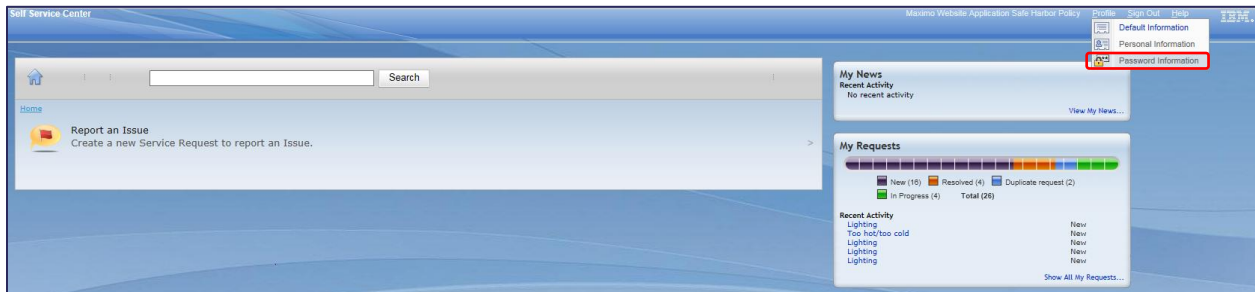 Self Service Center
Maximo Website Application Safe Harbor Policy Profile Sign Out Help IBM.
Default Information
Personal Information
Password Information
Search
Home
Report an Issue
Create a new Service Request to report an Issue.
>
My News
Recent Activity
No recent activity
View My News...
My Requests
New (16) Resolved (4) Duplicate request (2)
In Progress (4) Total (26)
Recent Activity
Lighting New
Too hot/too cold New
Lighting New
Lighting New
Lighting New
Show All My Requests...